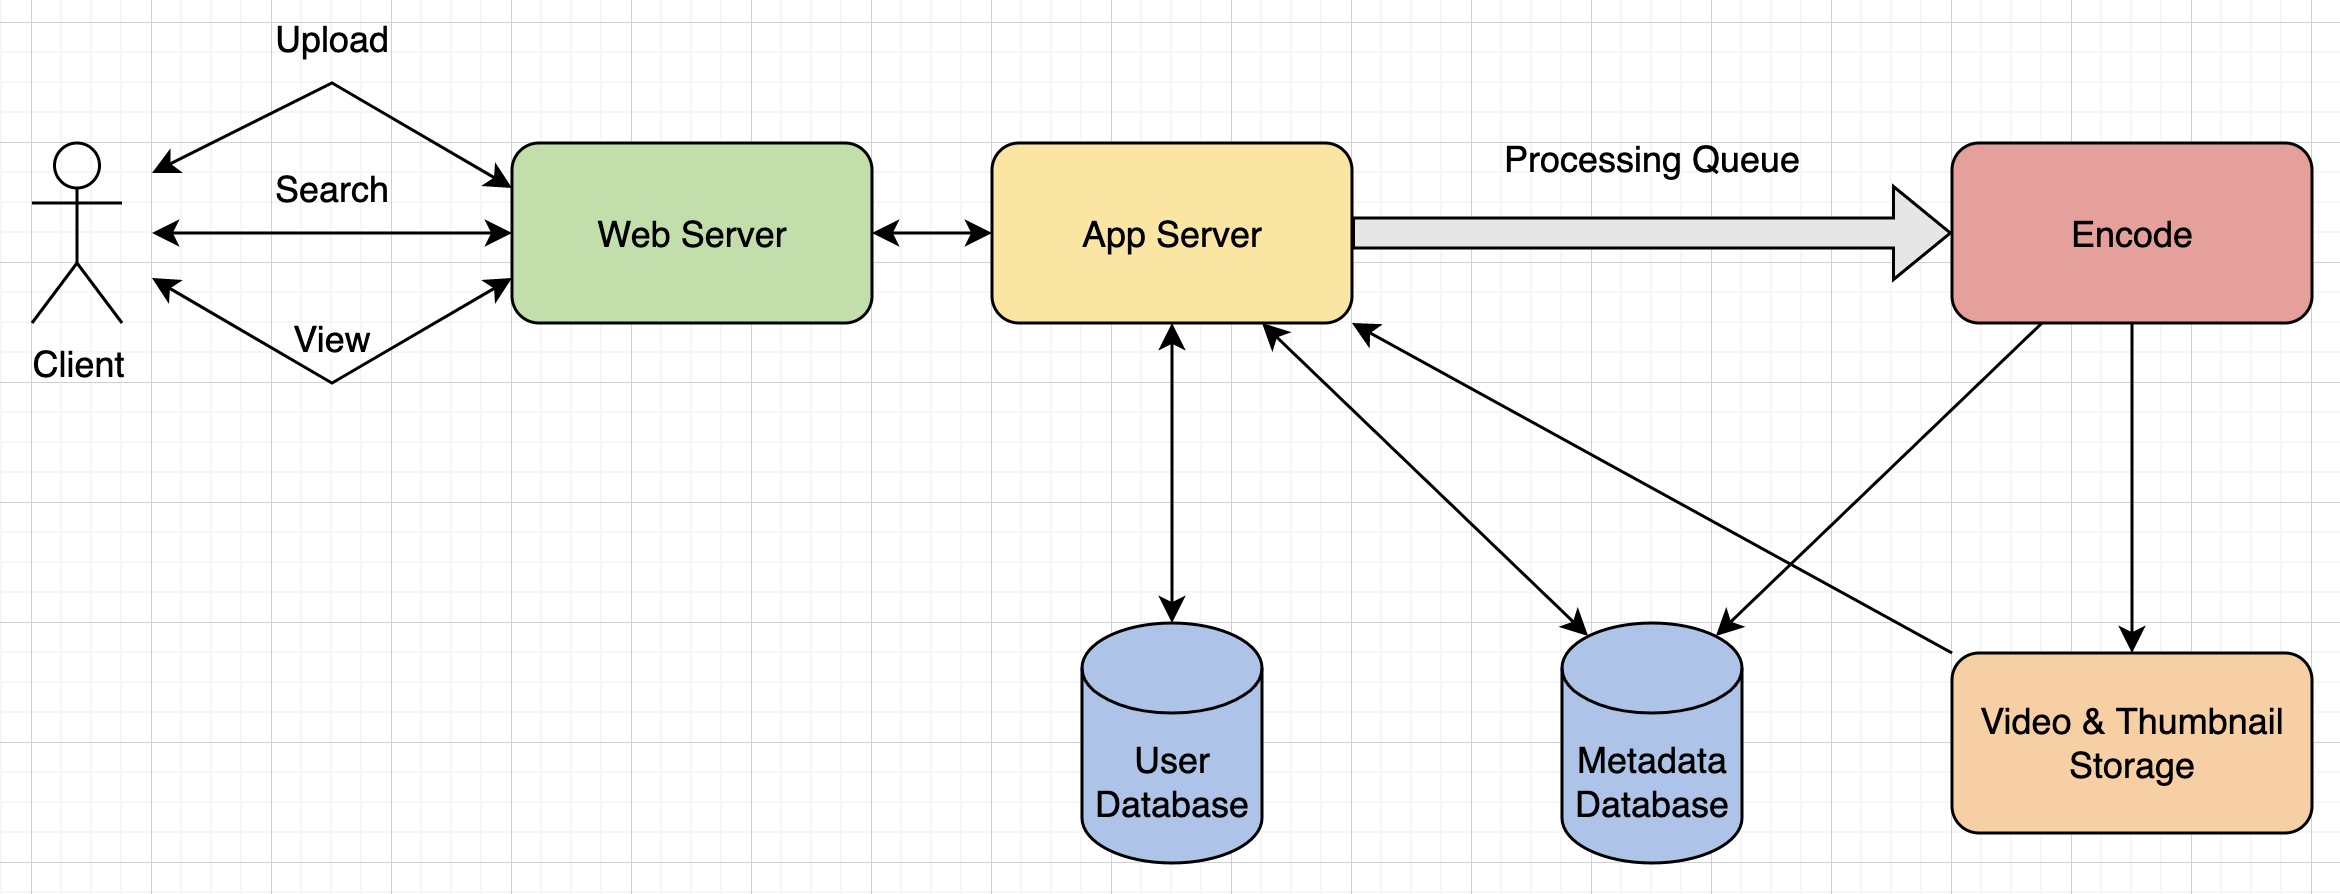 Upload
Search
View
Client
Web Server
App Server
Processing Queue
Encode
User
Database
Metadata
Database
Video & Thumbnail
Storage